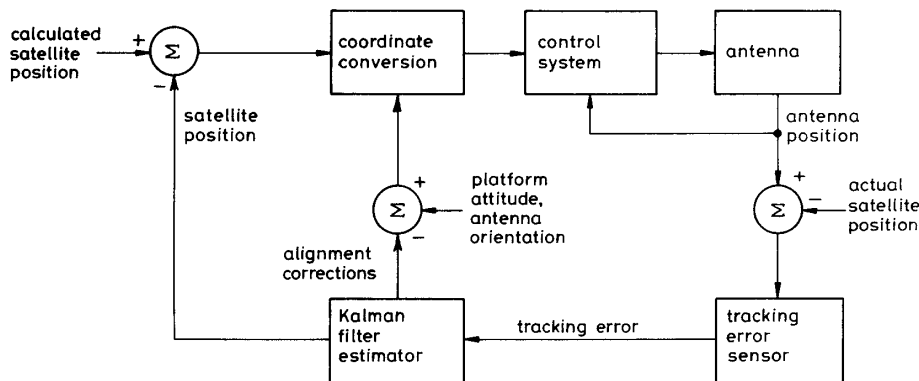 calculated
satellite
position
+
Σ
−
satellite
position
coordinate
conversion
control
system
antenna
antenna
position
+
Σ
−
platform
attitude,
antenna
orientation
+
Σ
−
actual
satellite
position
alignment
corrections
Kalman
filter
estimator
tracking error
tracking
error
sensor